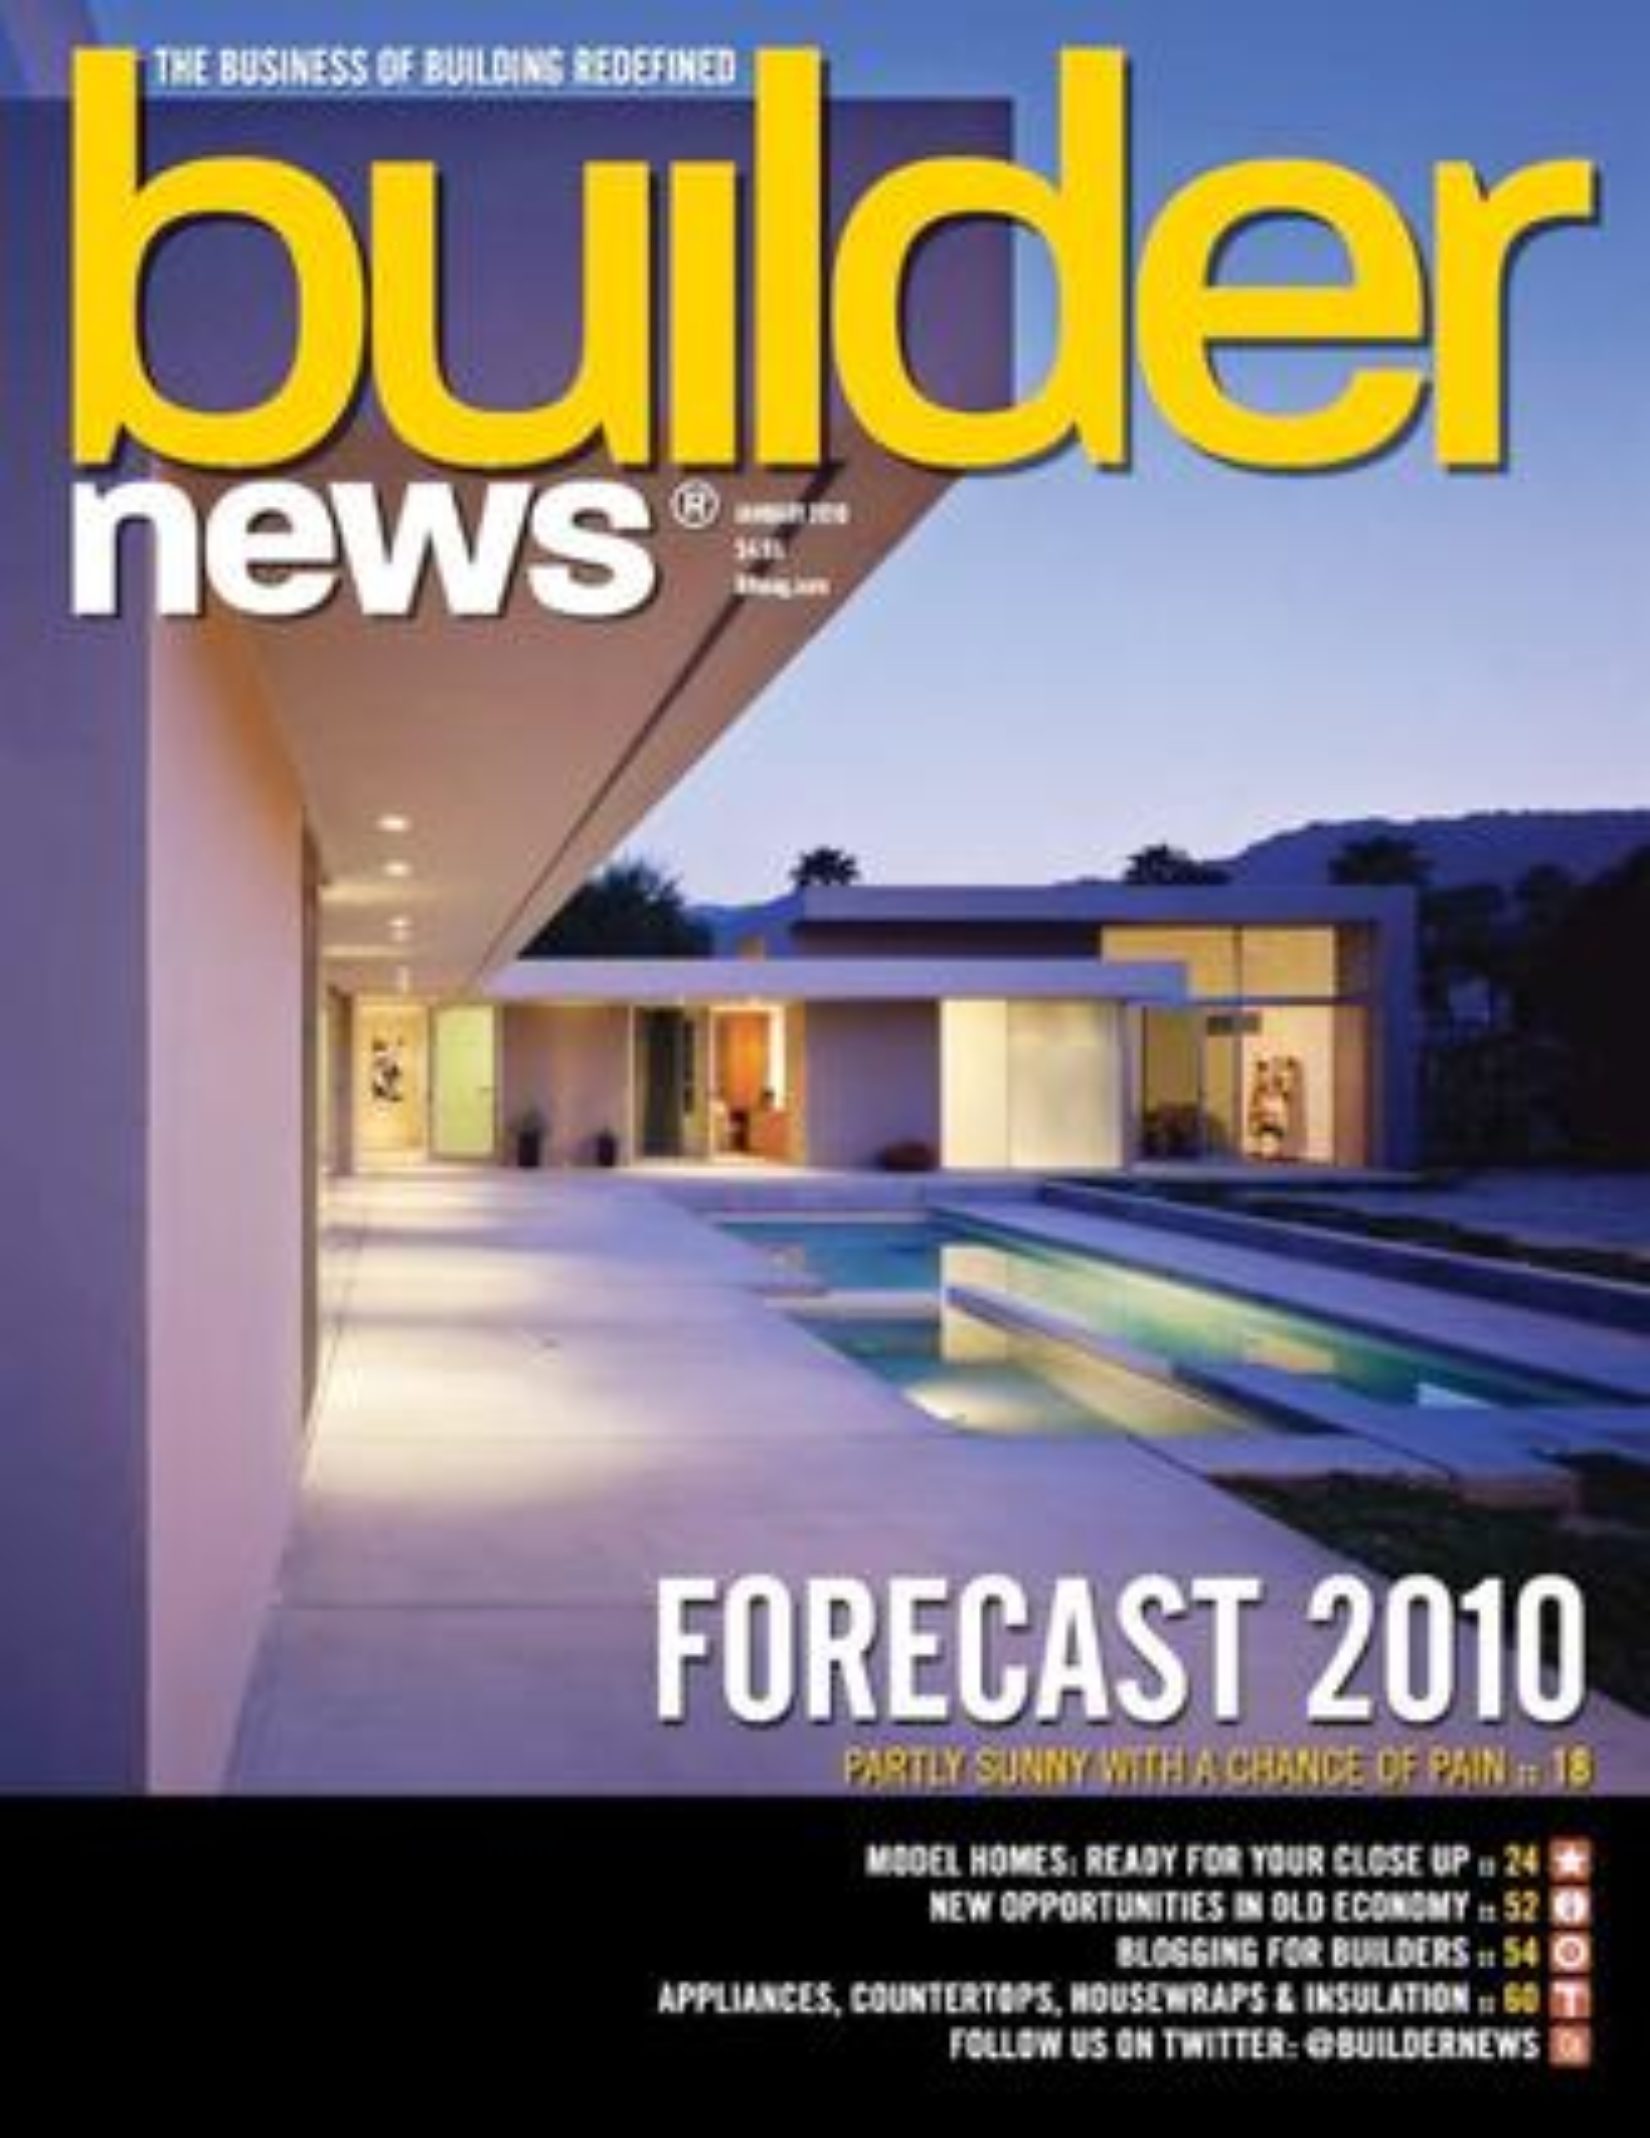 THE BUSINESS OF BUILDING REDEFINED
builder
news®
JANUARY 2010
FORECAST 2010
PARTLY SUNNY WITH A CHANCE OF PAIN :: 18
MODEL HOMES: READY FOR YOUR CLOSE UP :: 24
NEW OPPORTUNITIES IN OLD ECONOMY :: 52
BLOGGING FOR BUILDERS :: 54
APPLIANCES, COUNTERTOPS, HOUSEWRAPS & INSULATION :: 60
FOLLOW US ON TWITTER: @BUILDERNEWS